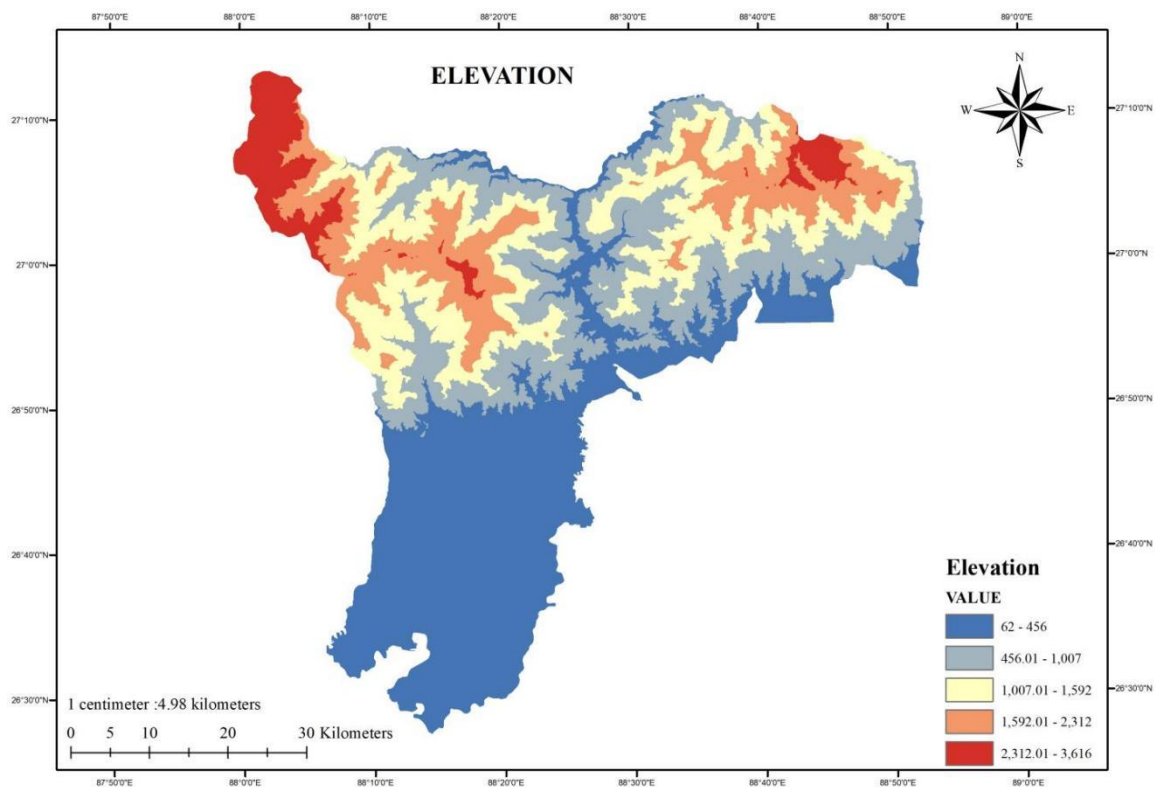 87°50'0"E 88°0'0"E 88°10'0"E 88°20'0"E 88°30'0"E 88°40'0"E 88°50'0"E 89°0'0"E
ELEVATION
N
W E
S
27°10'0"N 27°10'0"N
27°0'0"N 27°0'0"N
26°50'0"N 26°50'0"N
26°40'0"N 26°40'0"N
26°30'0"N 26°30'0"N
Elevation
VALUE
62 - 456
456.01 - 1,007
1,007.01 - 1,592
1,592.01 - 2,312
2,312.01 - 3,616
1 centimeter :4.98 kilometers
0 5 10 20 30 Kilometers
87°50'0"E 88°0'0"E 88°10'0"E 88°20'0"E 88°30'0"E 88°40'0"E 88°50'0"E 89°0'0"E